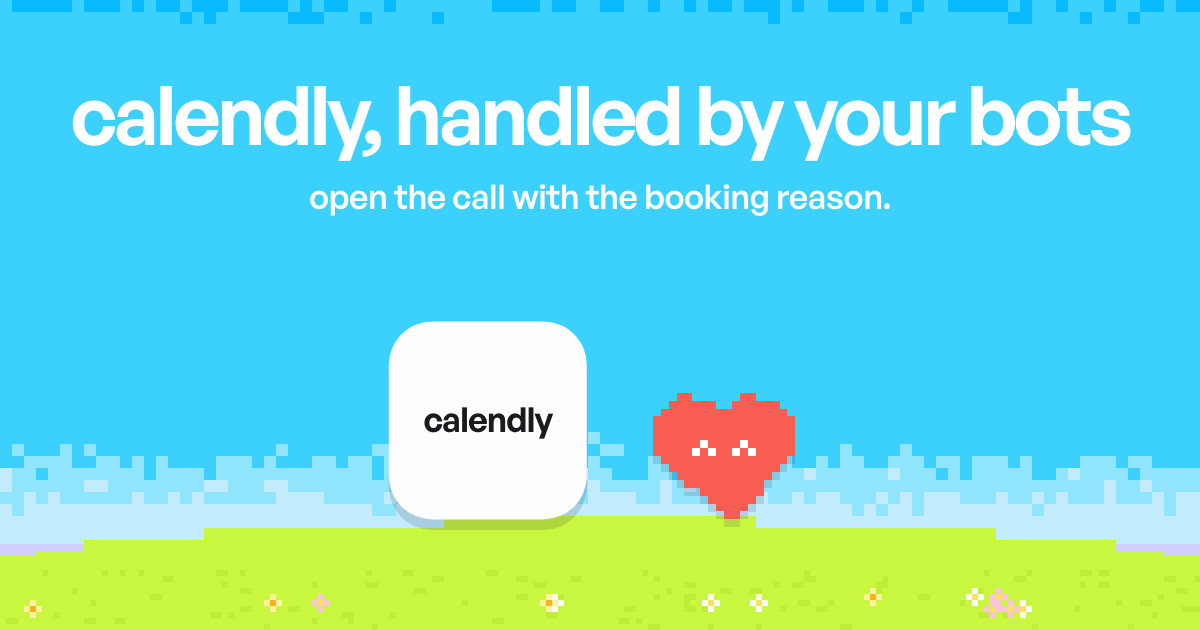 calendly, handled by your bots
open the call with the booking reason.
calendly